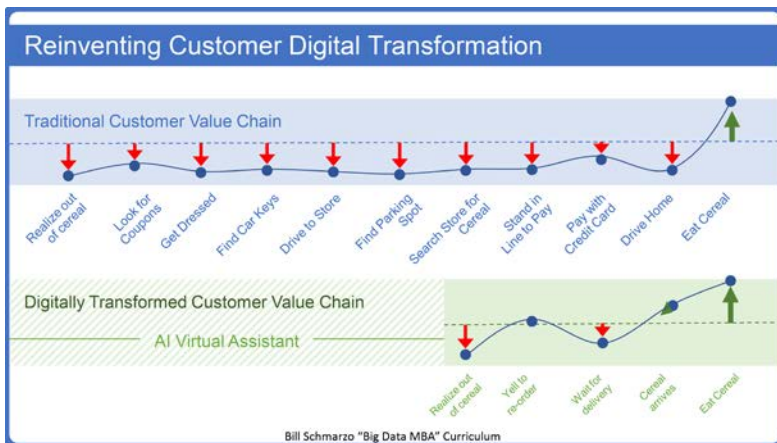 Reinventing Customer Digital Transformation
Traditional Customer Value Chain
Realize out
of cereal
Look for
Coupons
Get Dressed
Find Car Keys
Drive to Store
Find Parking
Spot
Search Store for
Cereal
Stand in
Line to Pay
Pay with
Credit Card
Drive Home
Eat Cereal
Digitally Transformed Customer Value Chain
AI Virtual Assistant
Realize out
of cereal
Yell to
re-order
Wait for
delivery
Cereal
arrives
Eat Cereal
Bill Schmarzo "Big Data MBA" Curriculum